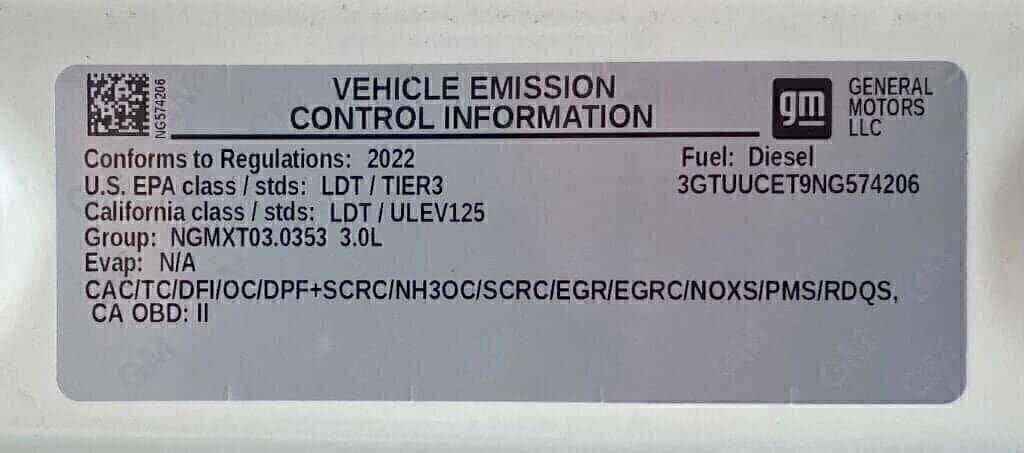 VEHICLE EMISSION
CONTROL INFORMATION
NG574206
gm
GENERAL
MOTORS
LLC
Conforms to Regulations: 2022
Fuel: Diesel
U.S. EPA class / stds: LDT / TIER3
3GTUUCET9NG574206
California class / stds: LDT / ULEV125
Group: NGMXT03.0353 3.0L
Evap: N/A
CAC/TC/DFI/OC/DPF+SCRC/NH3OC/SCRC/EGR/EGRC/NOXS/PMS/RDQS,
CA OBD: II